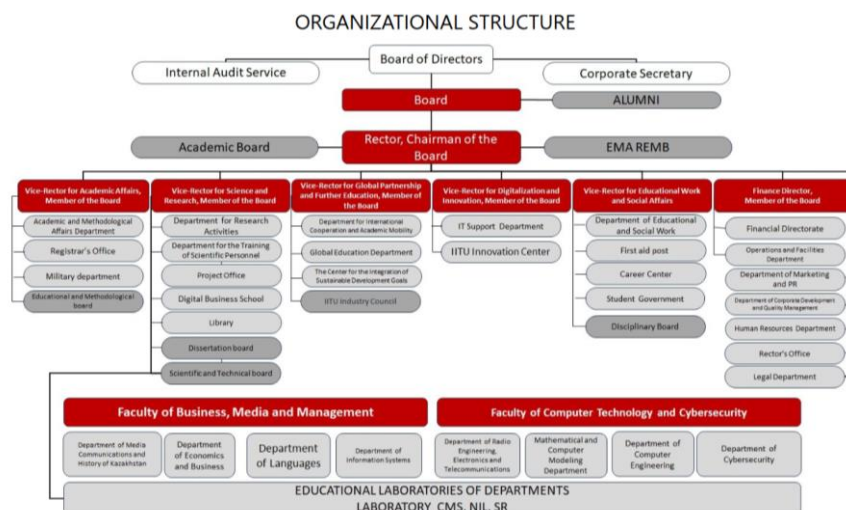 ORGANIZATIONAL STRUCTURE
Board of Directors
Internal Audit Service
Corporate Secretary
Board
ALUMNI
Academic Board
Rector, Chairman of the
Board
EMA REMB
Vice-Rector for Academic Affairs,
Member of the Board
Academic and Methodological
Affairs Department
Registrar's Office
Military department
Educational and Methodological
board
Vice-Rector for Science and
Research, Member of the Board
Department for Research
Activities
Department for the Training
of Scientific Personnel
Project Office
Digital Business School
Library
Dissertation board
Scientific and Technical board
Vice-Rector for Global Partnership
and Further Education, Member of
the Board
Department for International
Cooperation and Academic Mobility
Global Education Department
The Center for the Integration of
Sustainable Development Goals
IITU Industry Council
Vice-Rector for Digitalization and
Innovation, Member of the Board
IT Support Department
IITU Innovation Center
Vice-Rector for Educational Work
and Social Affairs
Department of Educational
and Social Work
First aid post
Career Center
Student Government
Disciplinary Board
Finance Director,
Member of the Board
Financial Directorate
Operations and Facilities
Department
Department of Marketing
and PR
Department of Corporate Development
and Quality Management
Human Resources Department
Rector's Office
Legal Department
Faculty of Business, Media and Management
Department of Media
Communications and
History of Kazakhstan
Department
of Economics
and Business
Department
of Languages
Department of
Information Systems
Faculty of Computer Technology and Cybersecurity
Department of Radio
Engineering,
Electronics and
Telecommunications
Mathematical and
Computer
Modeling
Department
Department of
Computer
Engineering
Department of
Cybersecurity
EDUCATIONAL LABORATORIES OF DEPARTMENTS
LABORATORY, CMS, NIL, SR